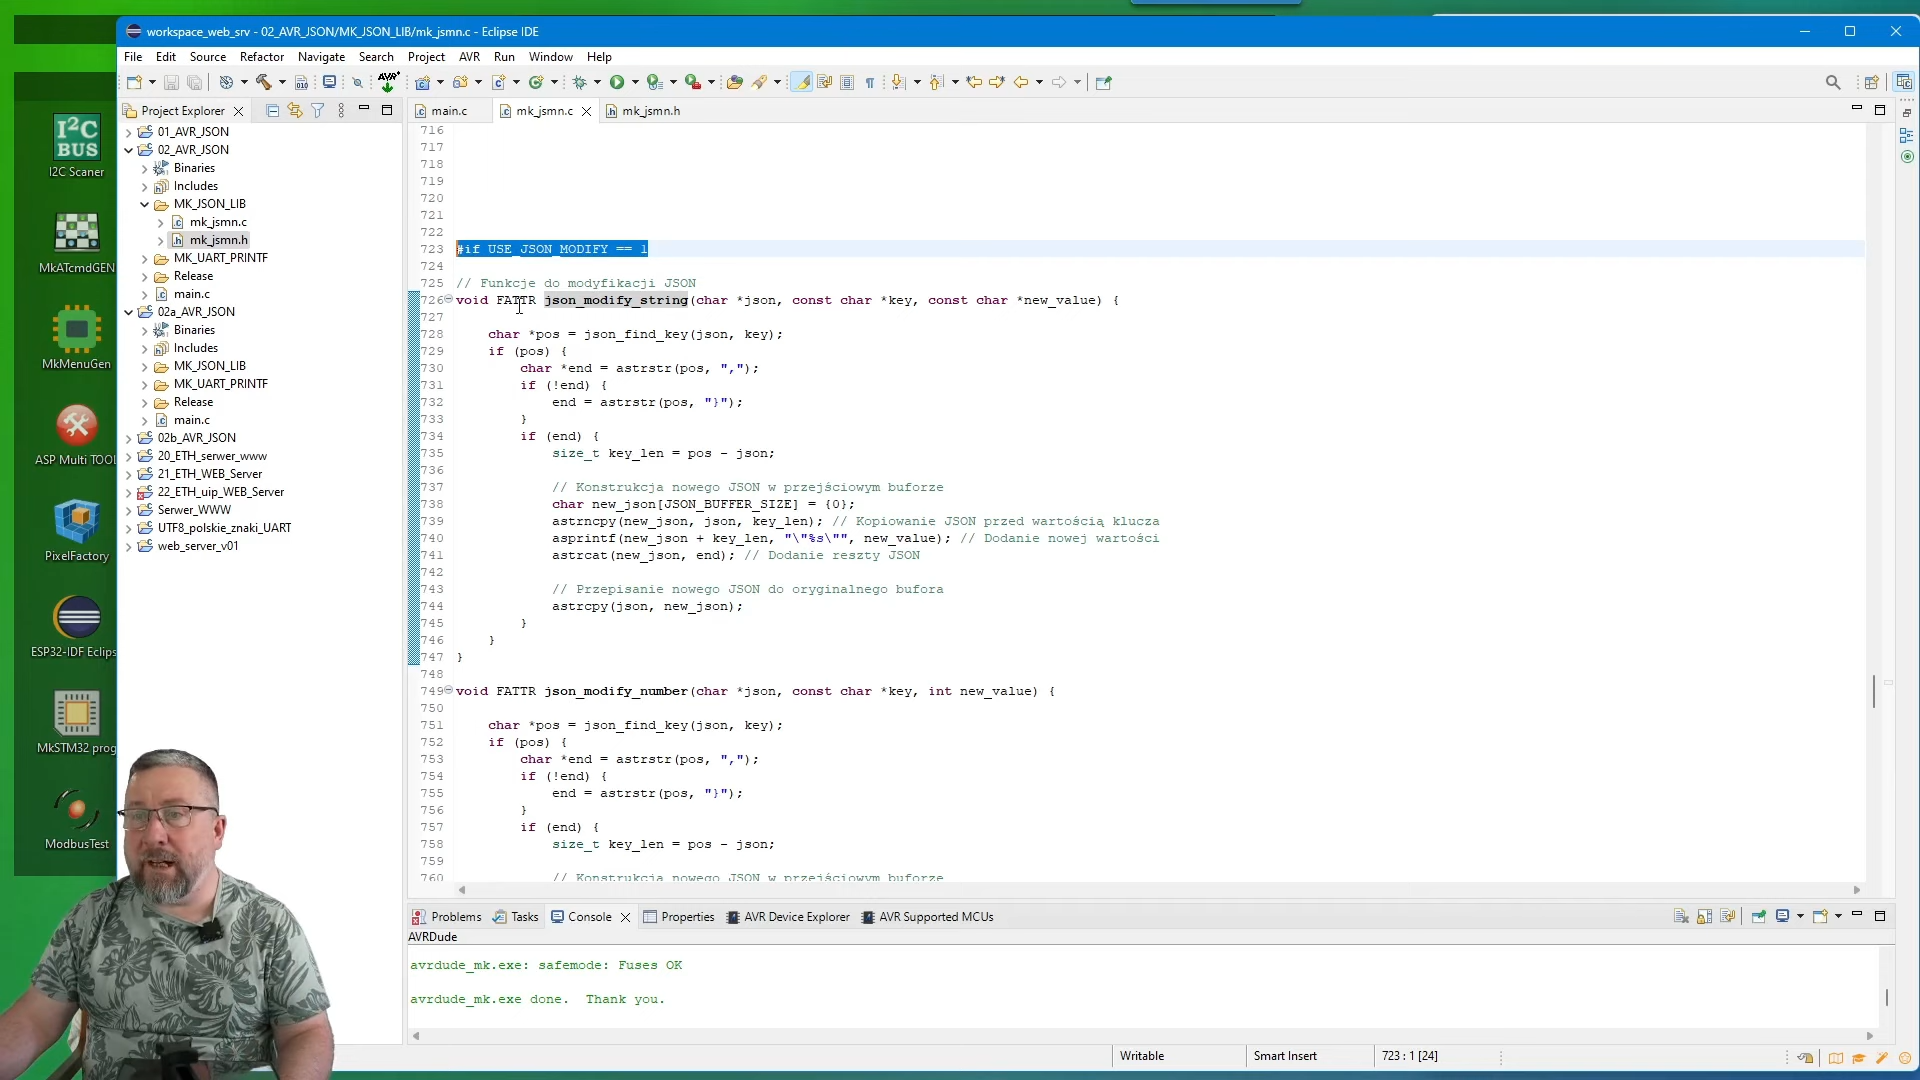 workspace_web_srv - 02_AVR_JSON/MK_JSON_LIB/mk_jsmn.c - Eclipse IDE
File Edit Source Refactor Navigate Search Project AVR Run Window Help
Project Explorer
main.c mk_jsmn.c mk_jsmn.h
I2C BUS
I2C Scaner
MkATcmdGEN
MkMenuGen
ASP Multi TOOL
PixelFactory
ESP32-IDF Eclips
MkSTM32 prog
ModbusTest
01_AVR_JSON
02_AVR_JSON
Binaries
Includes
MK_JSON_LIB
mk_jsmn.c
mk_jsmn.h
MK_UART_PRINTF
Release
main.c
02a_AVR_JSON
Binaries
Includes
MK_JSON_LIB
MK_UART_PRINTF
Release
main.c
02b_AVR_JSON
20_ETH_serwer_www
21_ETH_WEB_Server
22_ETH_uip_WEB_Server
Serwer_WWW
UTF8_polskie_znaki_UART
web_server_v01
716
717
718
719
720
721
722
723 #if USE_JSON_MODIFY == 1
724
725 // Funkcje do modyfikacji JSON
726 void FATTR json_modify_string(char *json, const char *key, const char *new_value) {
727
728 char *pos = json_find_key(json, key);
729 if (pos) {
730 char *end = astrstr(pos, ",");
731 if (!end) {
732 end = astrstr(pos, "}");
733 }
734 if (end) {
735 size_t key_len = pos - json;
736
737 // Konstrukcja nowego JSON w przejściowym buforze
738 char new_json[JSON_BUFFER_SIZE] = {0};
739 astrncpy(new_json, json, key_len); // Kopiowanie JSON przed wartością klucza
740 asprintf(new_json + key_len, "\"%s\"", new_value); // Dodanie nowej wartości
741 astrcat(new_json, end); // Dodanie reszty JSON
742
743 // Przepisanie nowego JSON do oryginalnego bufora
744 astrcpy(json, new_json);
745 }
746 }
747 }
748
749 void FATTR json_modify_number(char *json, const char *key, int new_value) {
750
751 char *pos = json_find_key(json, key);
752 if (pos) {
753 char *end = astrstr(pos, ",");
754 if (!end) {
755 end = astrstr(pos, "}");
756 }
757 if (end) {
758 size_t key_len = pos - json;
759
760 // Konstrukcja nowego JSON w przejściowym buforze
Problems Tasks Console Properties AVR Device Explorer AVR Supported MCUs
AVRDude
avrdude_mk.exe: safemode: Fuses OK
avrdude_mk.exe done. Thank you.
Writable Smart Insert 723 : 1 [24]